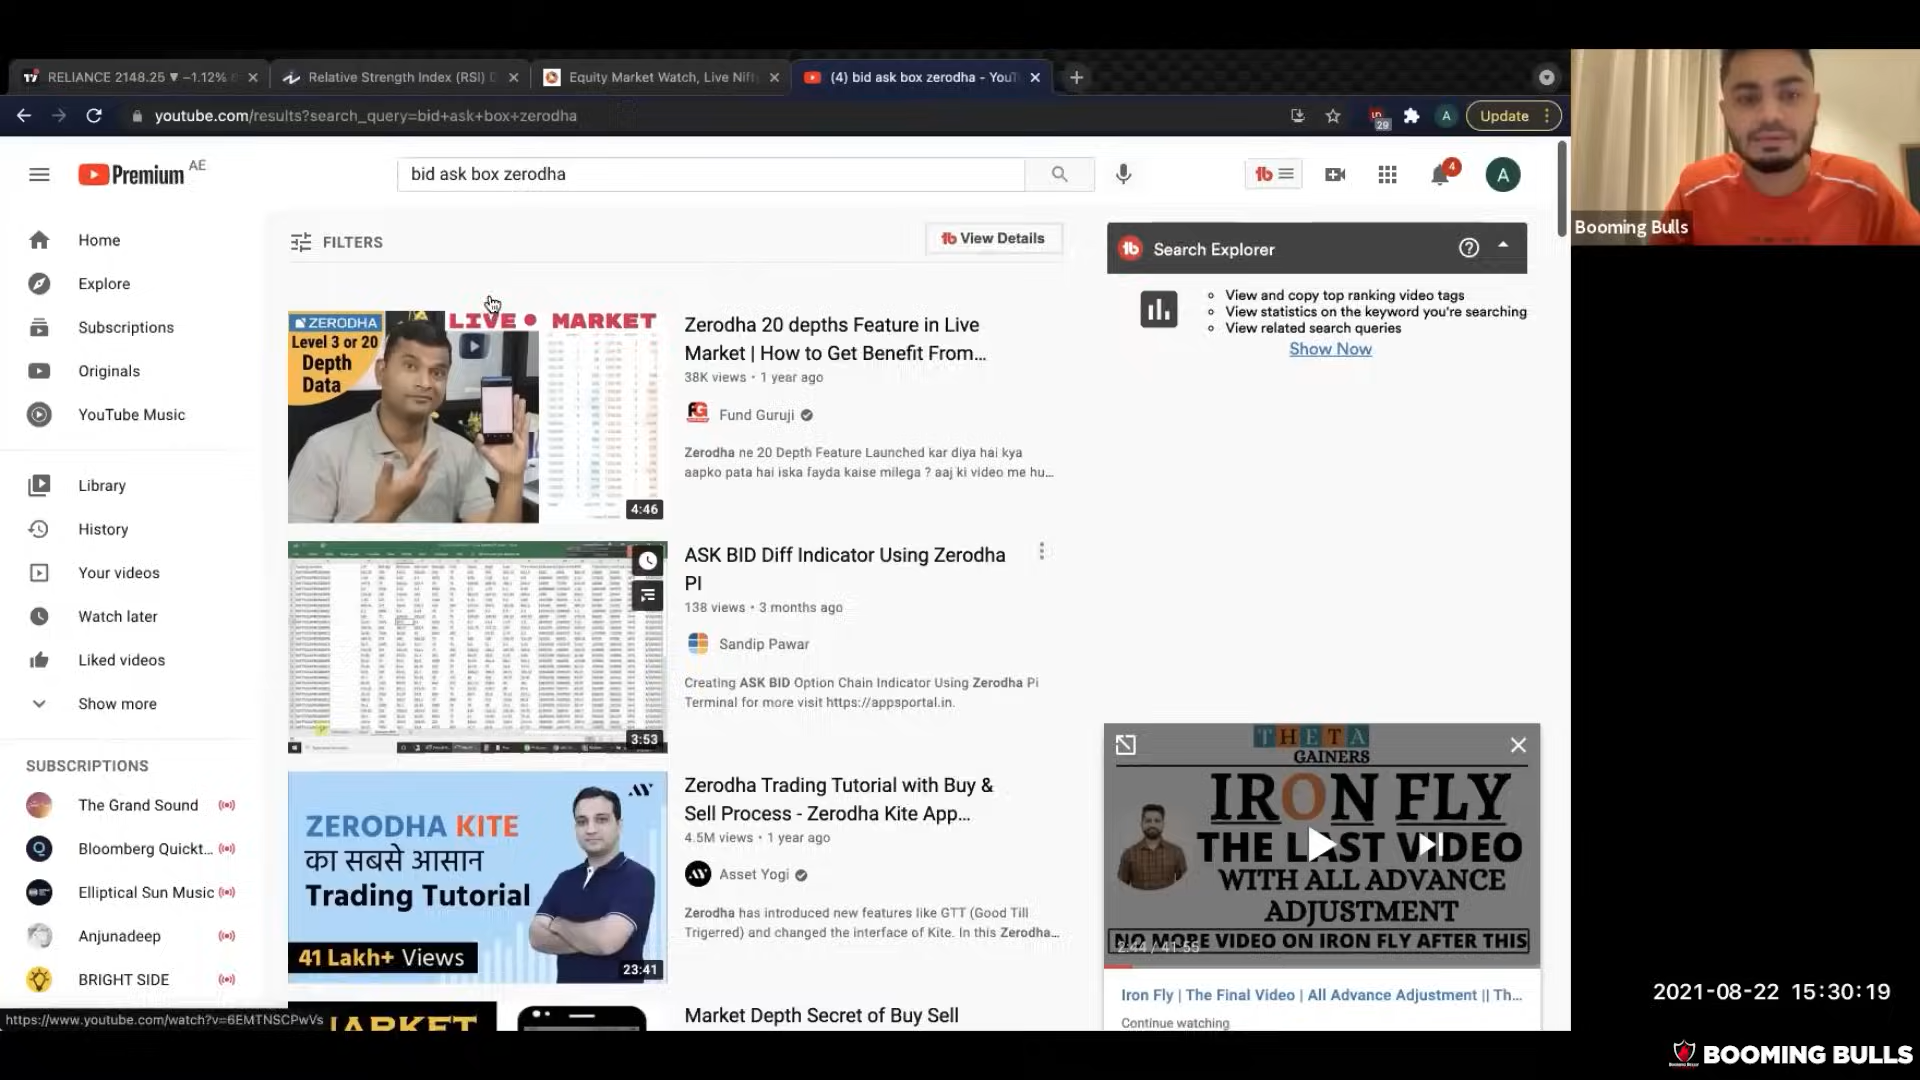 RELIANCE 2148.25 ▼ −1.12%
Relative Strength Index (RSI)
Equity Market Watch, Live Nift
(4) bid ask box zerodha - YouT
youtube.com/results?search_query=bid+ask+box+zerodha
29
A
Update
Premium
AE
bid ask box zerodha
4
A
Booming Bulls
Home
Explore
Subscriptions
Originals
YouTube Music
Library
History
Your videos
Watch later
Liked videos
Show more
SUBSCRIPTIONS
The Grand Sound
Bloomberg Quickt...
Elliptical Sun Music
Anjunadeep
BRIGHT SIDE
https://www.youtube.com/watch?v=6EMTNSCPwVs
FILTERS
View Details
ZERODHA
Level 3 or 20
Depth
Data
LIVE ● MARKET
4:46
Zerodha 20 depths Feature in Live
Market | How to Get Benefit From...
38K views • 1 year ago
Fund Guruji
Zerodha ne 20 Depth Feature Launched kar diya hai kya
aapko pata hai iska fayda kaise milega ? aaj ki video me hu...
3:53
ASK BID Diff Indicator Using Zerodha
PI
138 views • 3 months ago
Sandip Pawar
Creating ASK BID Option Chain Indicator Using Zerodha Pi
Terminal for more visit https://appsportal.in.
ZERODHA KITE
का सबसे आसान
Trading Tutorial
41 Lakh+ Views
23:41
Zerodha Trading Tutorial with Buy &
Sell Process - Zerodha Kite App...
4.5M views • 1 year ago
Asset Yogi
Zerodha has introduced new features like GTT (Good Till
Trigerred) and changed the interface of Kite. In this Zerodha...
MARKET
Market Depth Secret of Buy Sell
Search Explorer
View and copy top ranking video tags
View statistics on the keyword you're searching
View related search queries
Show Now
THETA
GAINERS
IRON FLY
THE LAST VIDEO
WITH ALL ADVANCE
ADJUSTMENT
NO MORE VIDEO ON IRON FLY AFTER THIS
2:44 / 41:55
Iron Fly | The Final Video | All Advance Adjustment || Th...
Continue watching
2021-08-22 15:30:19
BOOMING BULLS